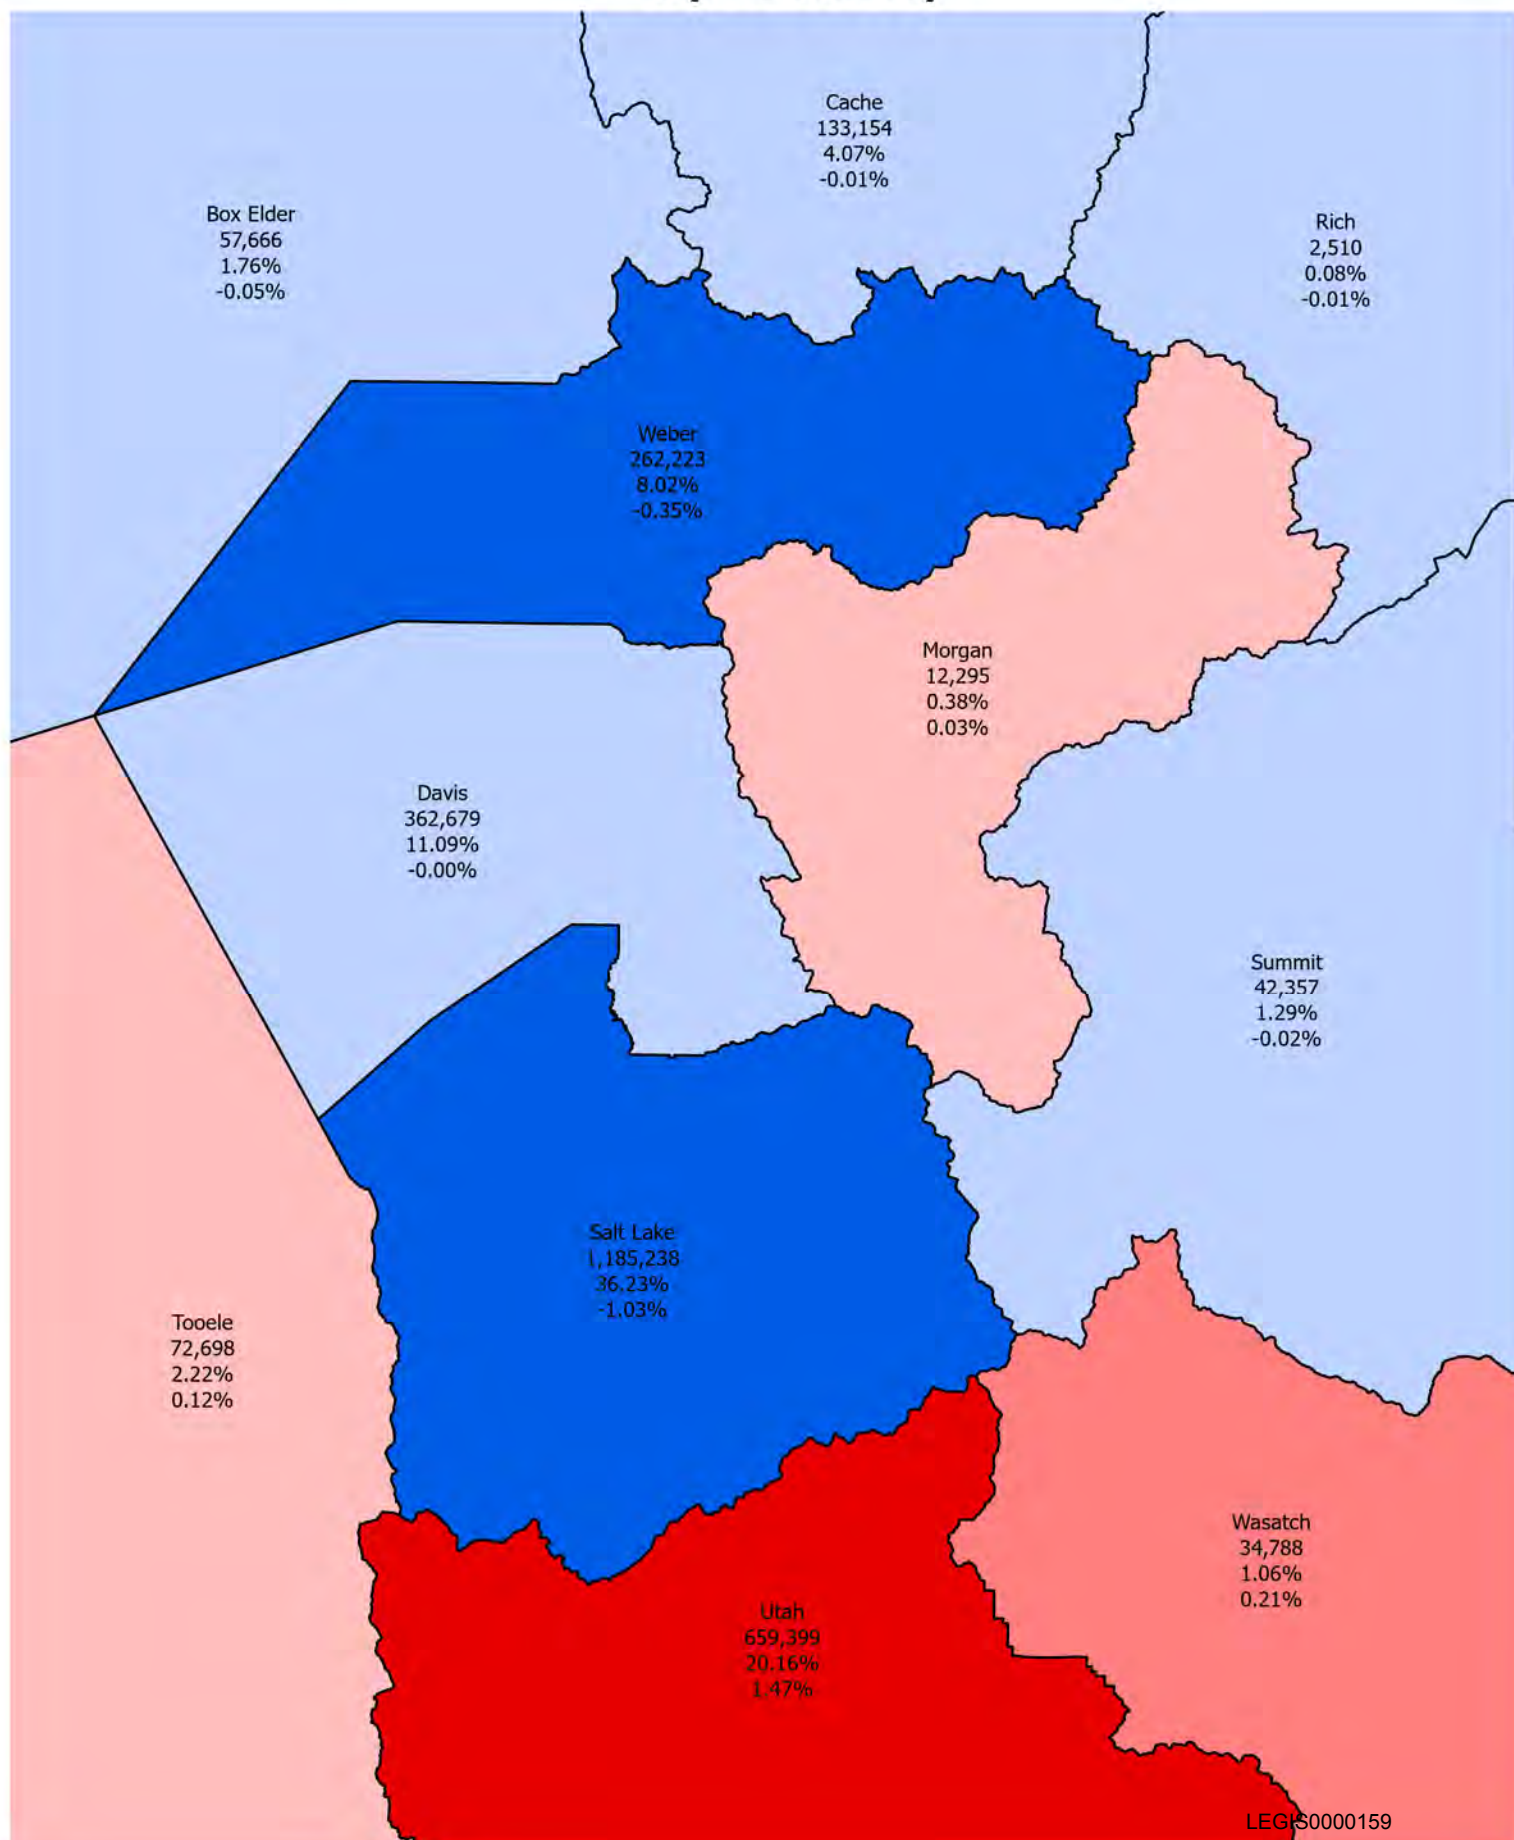 Cache
133,154
4.07%
-0.01%
Box Elder
57,666
1.76%
-0.05%
Rich
2,510
0.08%
-0.01%
Weber
262,223
8.02%
-0.35%
Morgan
12,295
0.38%
0.03%
Davis
362,679
11.09%
-0.00%
Summit
42,357
1.29%
-0.02%
Salt Lake
1,185,238
36.23%
-1.03%
Tooele
72,698
2.22%
0.12%
Wasatch
34,788
1.06%
0.21%
Utah
659,399
20.16%
1.47%
LEGIS0000159